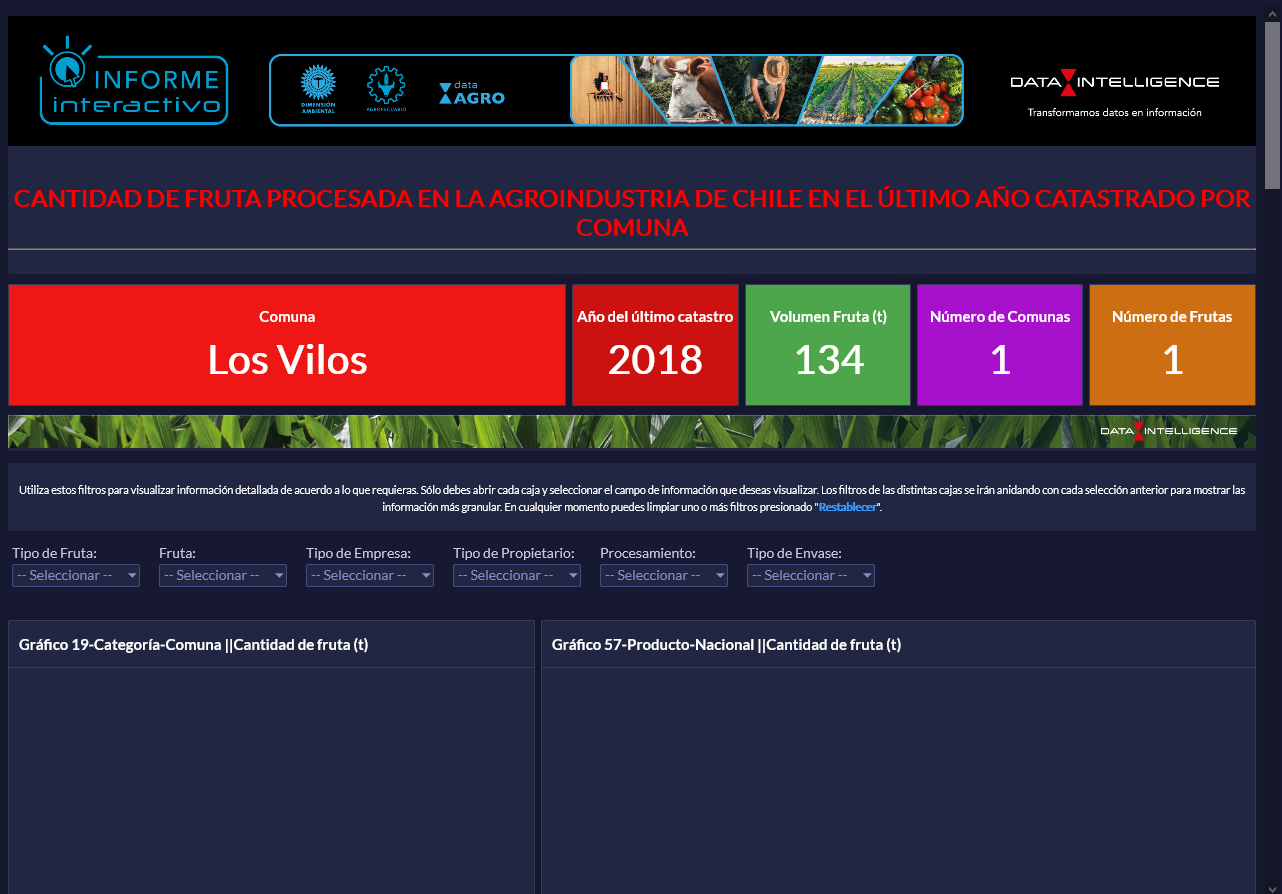 INFORME
interactivo
DIMENSIÓN
AMBIENTAL
AGROPECUARIO
data
AGRO
DATA INTELLIGENCE
Transformamos datos en información
CANTIDAD DE FRUTA PROCESADA EN LA AGROINDUSTRIA DE CHILE EN EL ÚLTIMO AÑO CATASTRADO POR
COMUNA
Comuna
Los Vilos
Año del último catastro
2018
Volumen Fruta (t)
134
Número de Comunas
1
Número de Frutas
1
DATA INTELLIGENCE
Utiliza estos filtros para visualizar información detallada de acuerdo a lo que requieras. Sólo debes abrir cada caja y seleccionar el campo de información que deseas visualizar. Los filtros de las distintas cajas se irán anidando con cada selección anterior para mostrar las
información más granular. En cualquier momento puedes limpiar uno o más filtros presionado "Restablecer".
Tipo de Fruta: Fruta: Tipo de Empresa: Tipo de Propietario: Procesamiento: Tipo de Envase:
-- Seleccionar -- -- Seleccionar -- -- Seleccionar -- -- Seleccionar -- -- Seleccionar -- -- Seleccionar --
Gráfico 19-Categoría-Comuna ||Cantidad de fruta (t)
Gráfico 57-Producto-Nacional ||Cantidad de fruta (t)